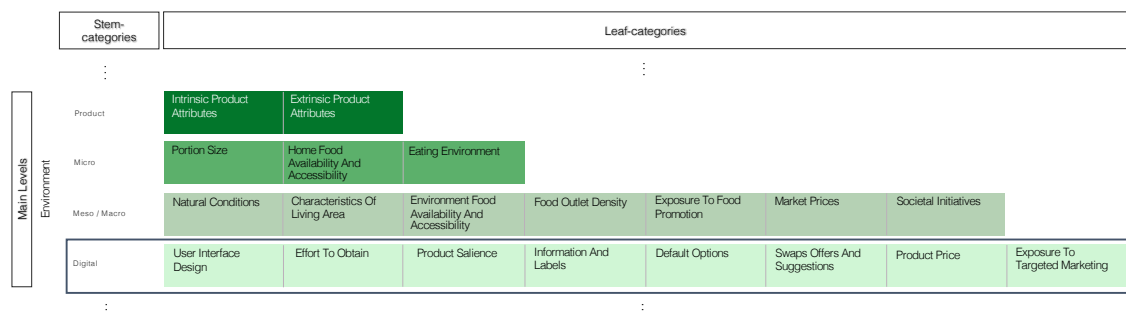 Stem-
categories
Leaf-categories
Main Levels
Environment
Product
Intrinsic Product
Attributes
Extrinsic Product
Attributes
Micro
Portion Size
Home Food
Availability And
Accessibility
Eating Environment
Meso / Macro
Natural Conditions
Characteristics Of
Living Area
Environment Food
Availability And
Accessibility
Food Outlet Density
Exposure To Food
Promotion
Market Prices
Societal Initiatives
Digital
User Interface
Design
Effort To Obtain
Product Salience
Information And
Labels
Default Options
Swaps Offers And
Suggestions
Product Price
Exposure To
Targeted Marketing